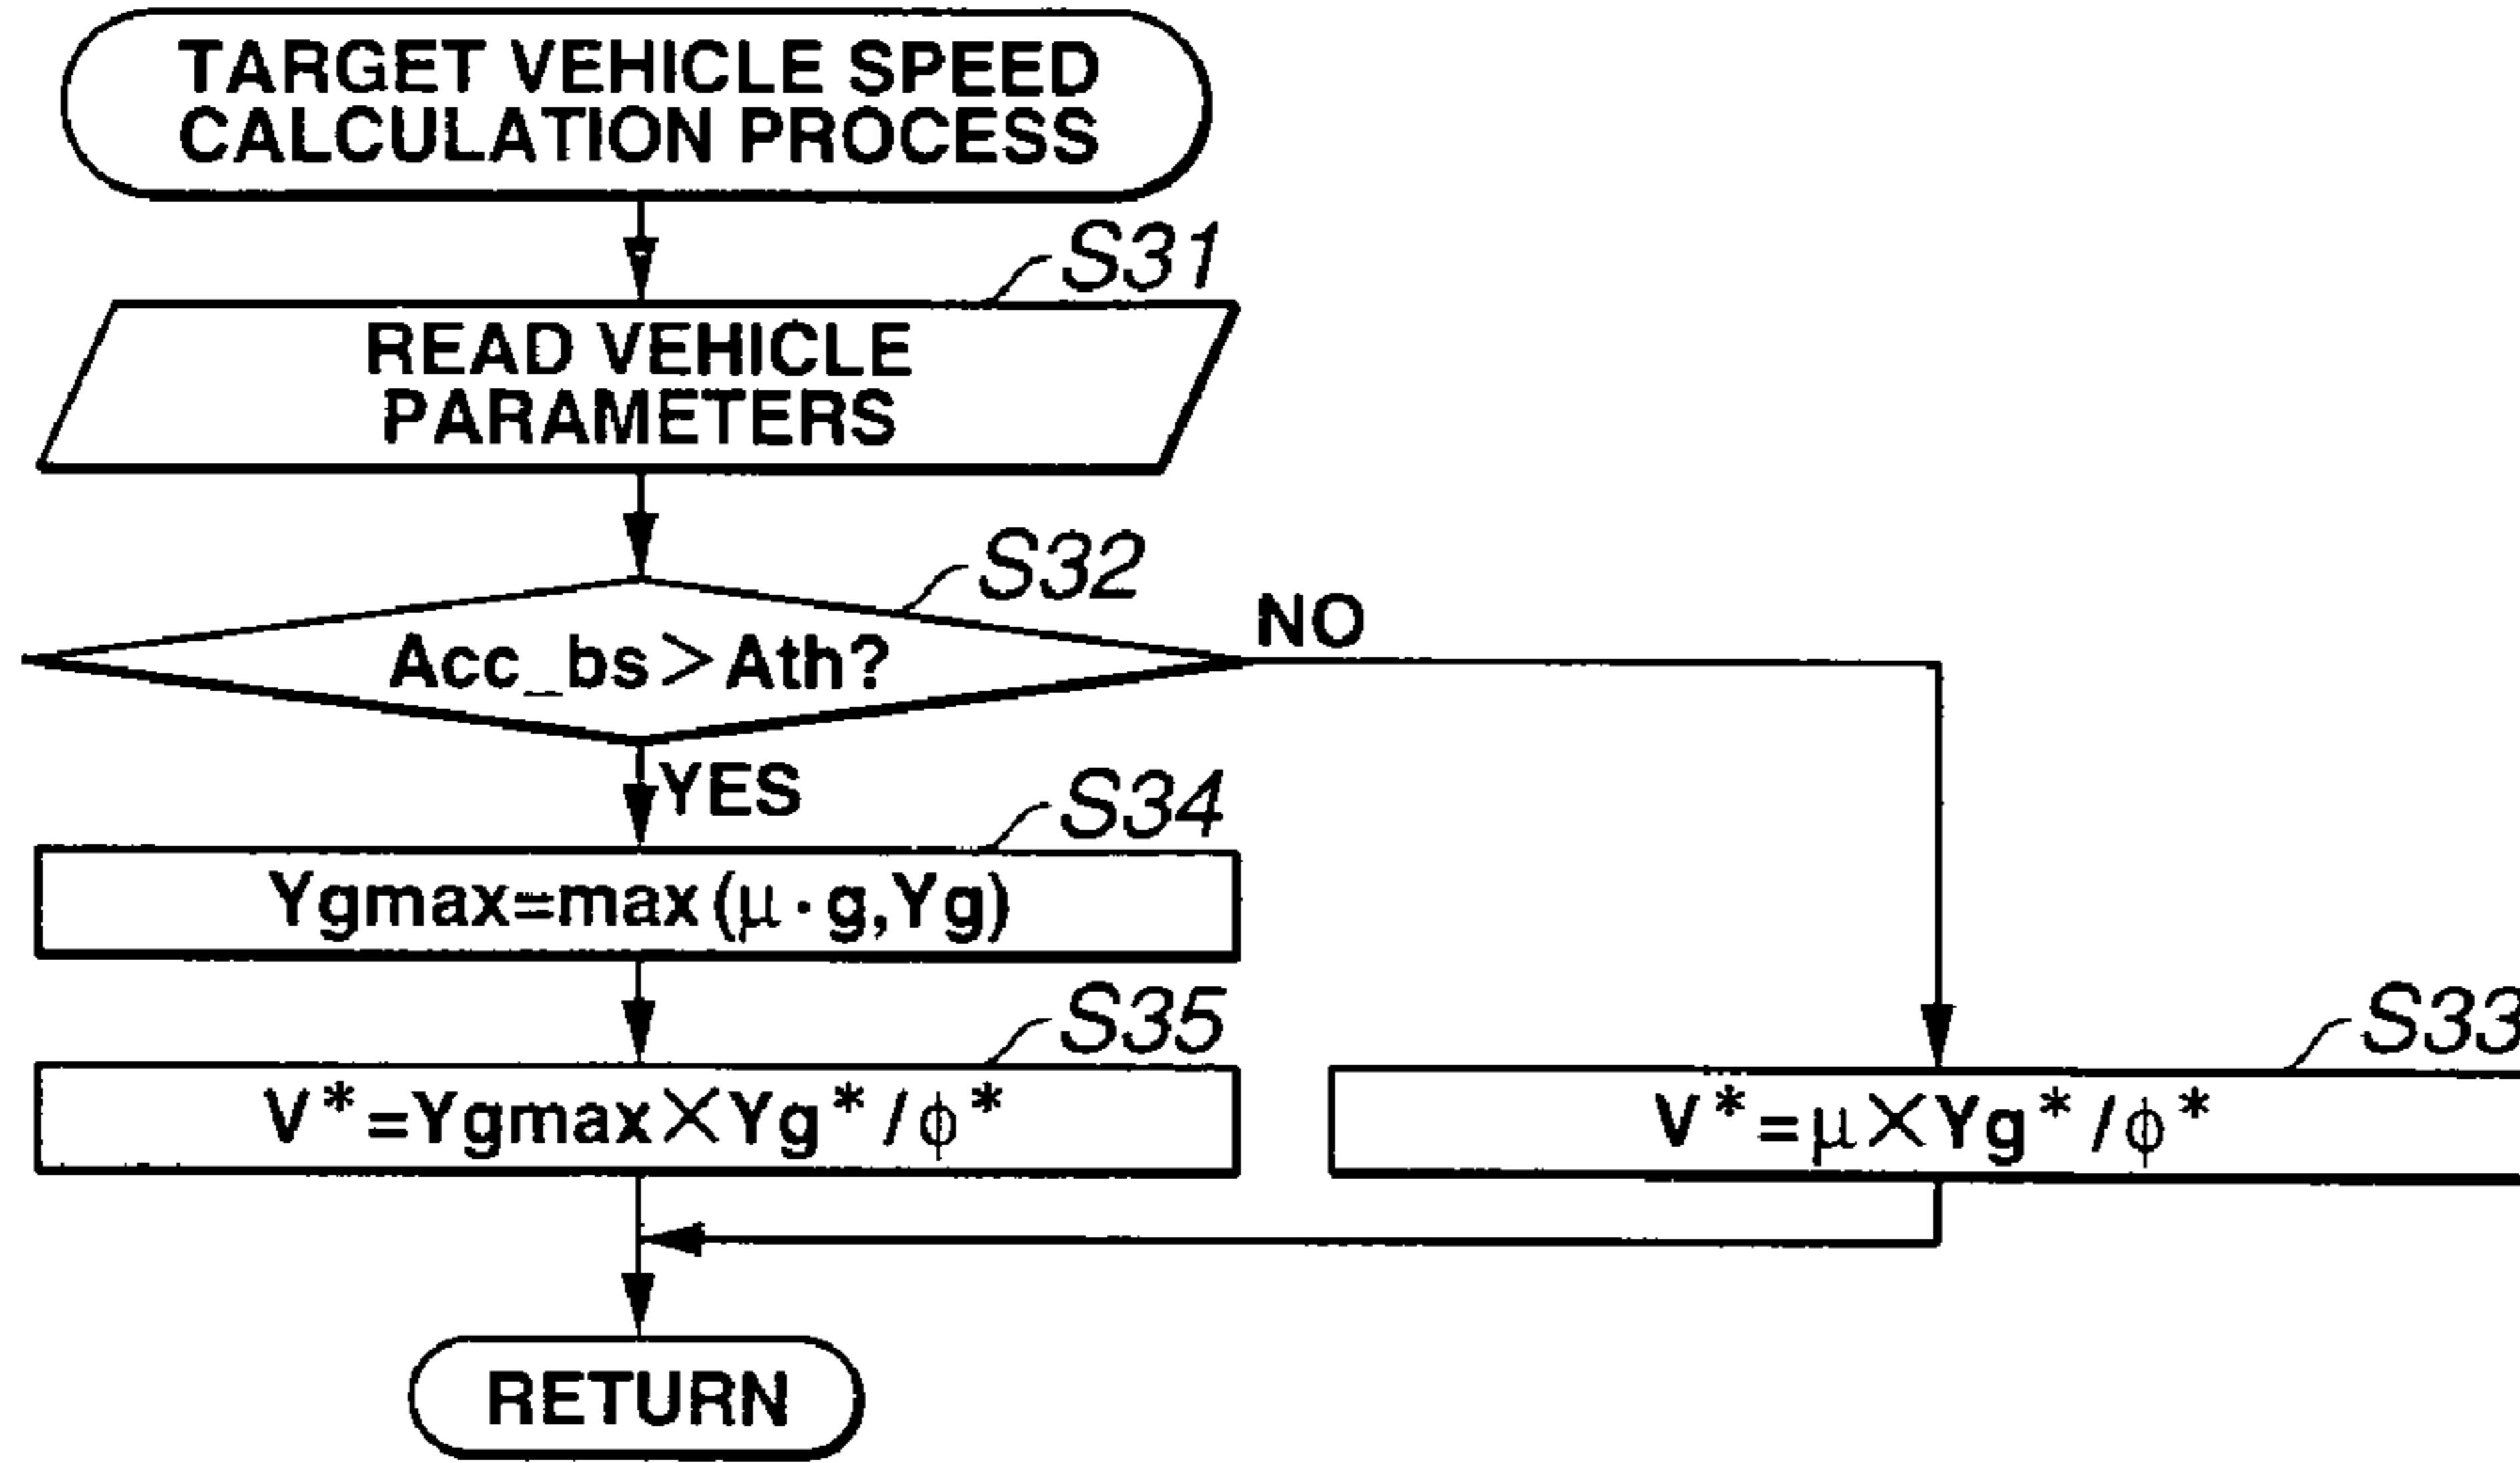 TARGET VEHICLE SPEED
CALCULATION PROCESS
S31
READ VEHICLE
PARAMETERS
S32
Acc_bs>Ath?
NO
YES
S34
Ygmax=max(μ·g,Yg)
S35
V*=Ygmax×Yg*/ϕ*
S33
V*=μ×Yg*/ϕ*
RETURN